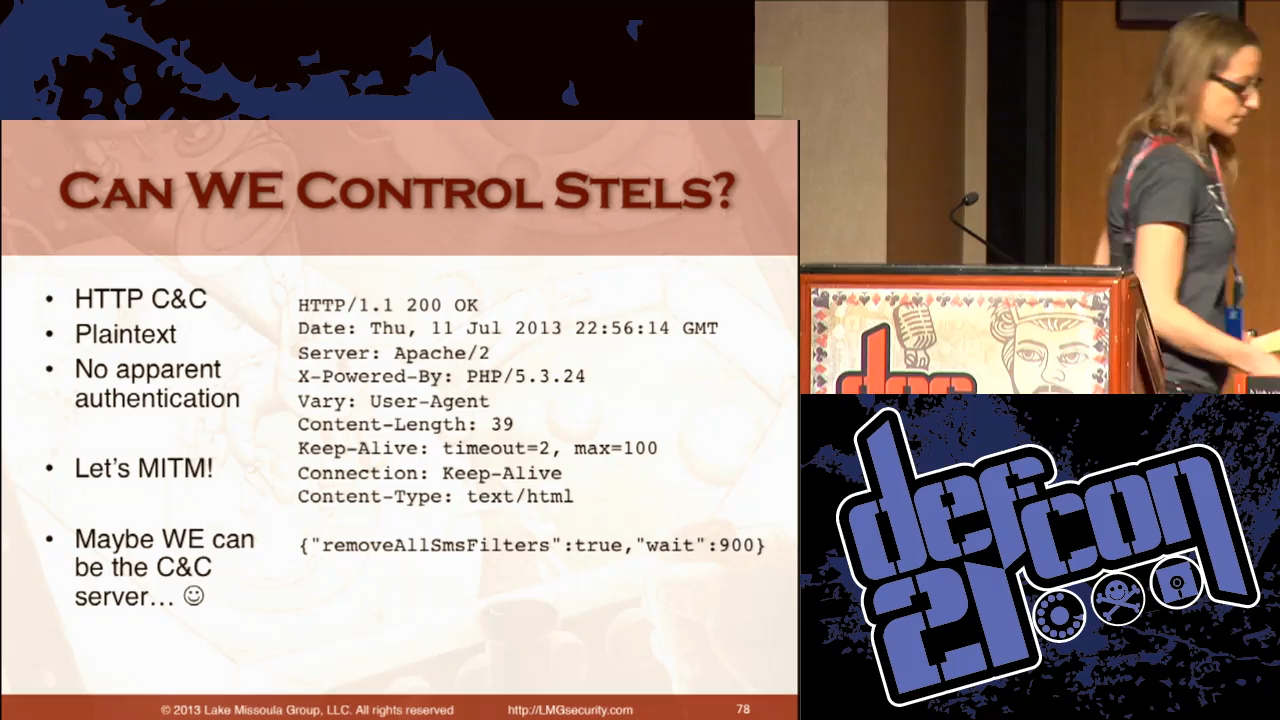 CAN WE CONTROL STELS?
• HTTP C&C
• Plaintext
• No apparent
authentication
• Let's MITM!
• Maybe WE can
be the C&C
server… ☺
HTTP/1.1 200 OK
Date: Thu, 11 Jul 2013 22:56:14 GMT
Server: Apache/2
X-Powered-By: PHP/5.3.24
Vary: User-Agent
Content-Length: 39
Keep-Alive: timeout=2, max=100
Connection: Keep-Alive
Content-Type: text/html
{"removeAllSmsFilters":true,"wait":900}
© 2013 Lake Missoula Group, LLC. All rights reserved
http://LMGsecurity.com
78
defcon
21